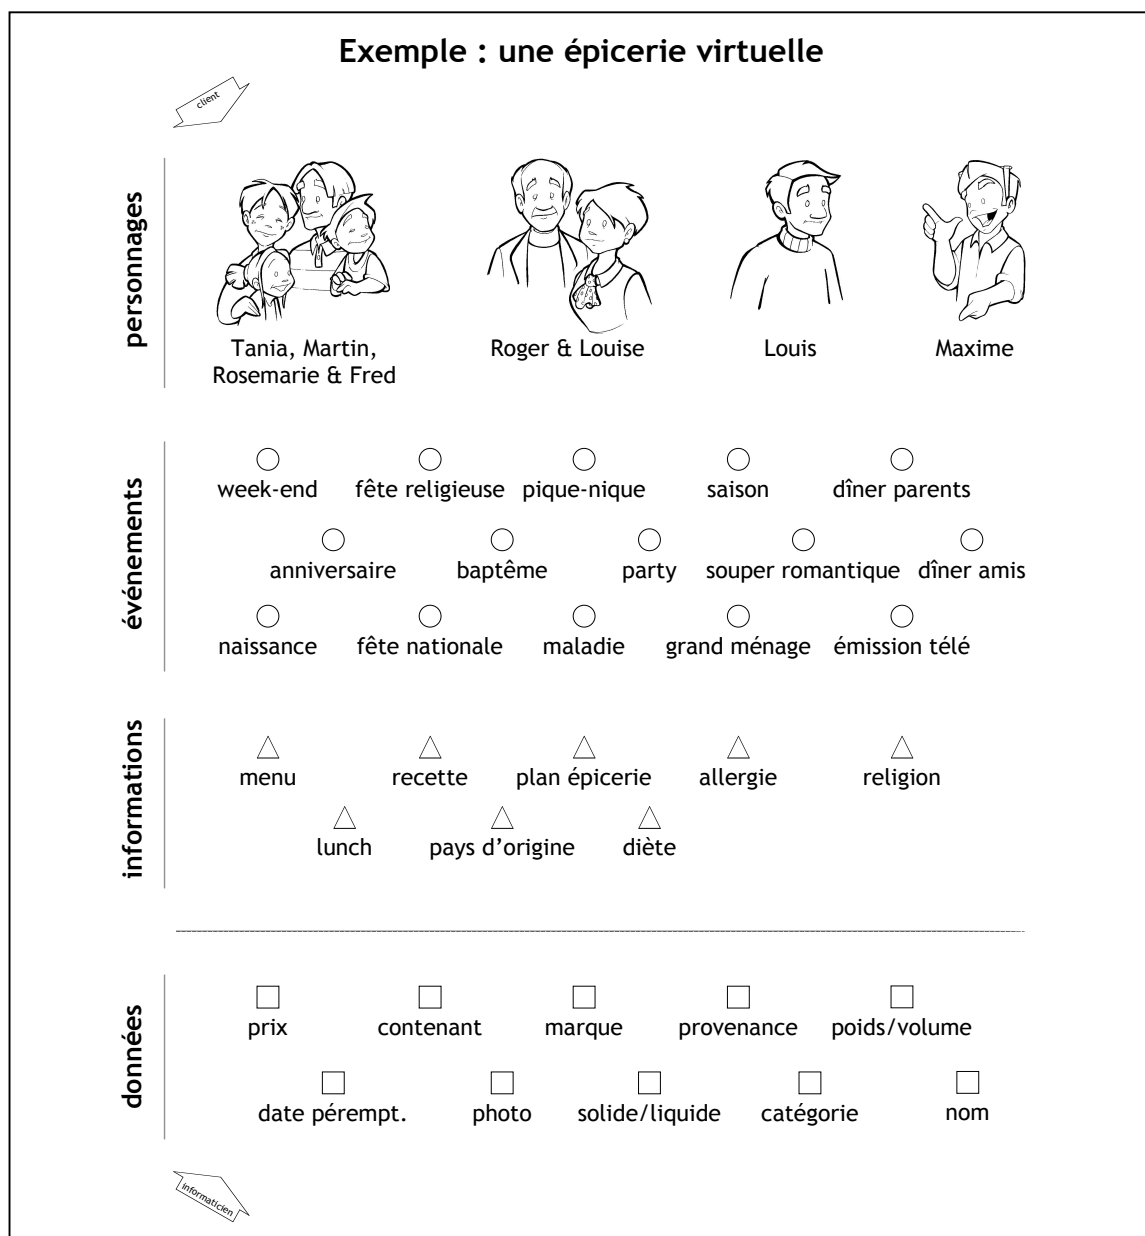 Exemple : une épicerie virtuelle
client
personnages
Tania, Martin,
Rosemarie & Fred
Roger & Louise
Louis
Maxime
événements
week-end
fête religieuse
pique-nique
saison
dîner parents
anniversaire
baptême
party
souper romantique
dîner amis
naissance
fête nationale
maladie
grand ménage
émission télé
informations
menu
recette
plan épicerie
allergie
religion
lunch
pays d'origine
diète
données
prix
contenant
marque
provenance
poids/volume
date pérempt.
photo
solide/liquide
catégorie
nom
informaticien